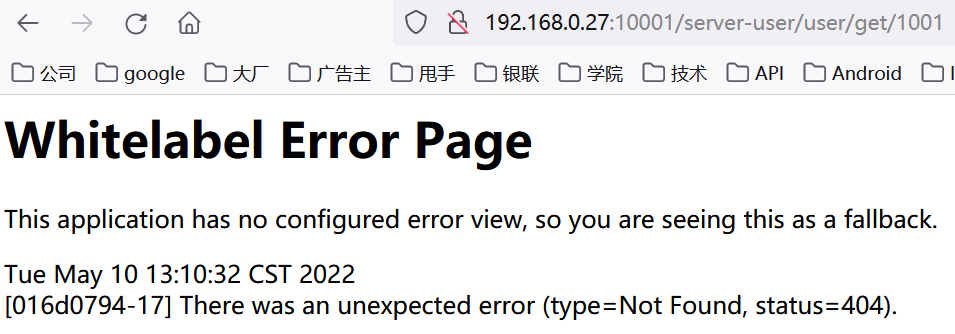 192.168.0.27:10001/server-user/user/get/1001
公司 google 大厂 广告主 甩手 银联 学院 技术 API Android
Whitelabel Error Page
This application has no configured error view, so you are seeing this as a fallback.
Tue May 10 13:10:32 CST 2022
[016d0794-17] There was an unexpected error (type=Not Found, status=404).